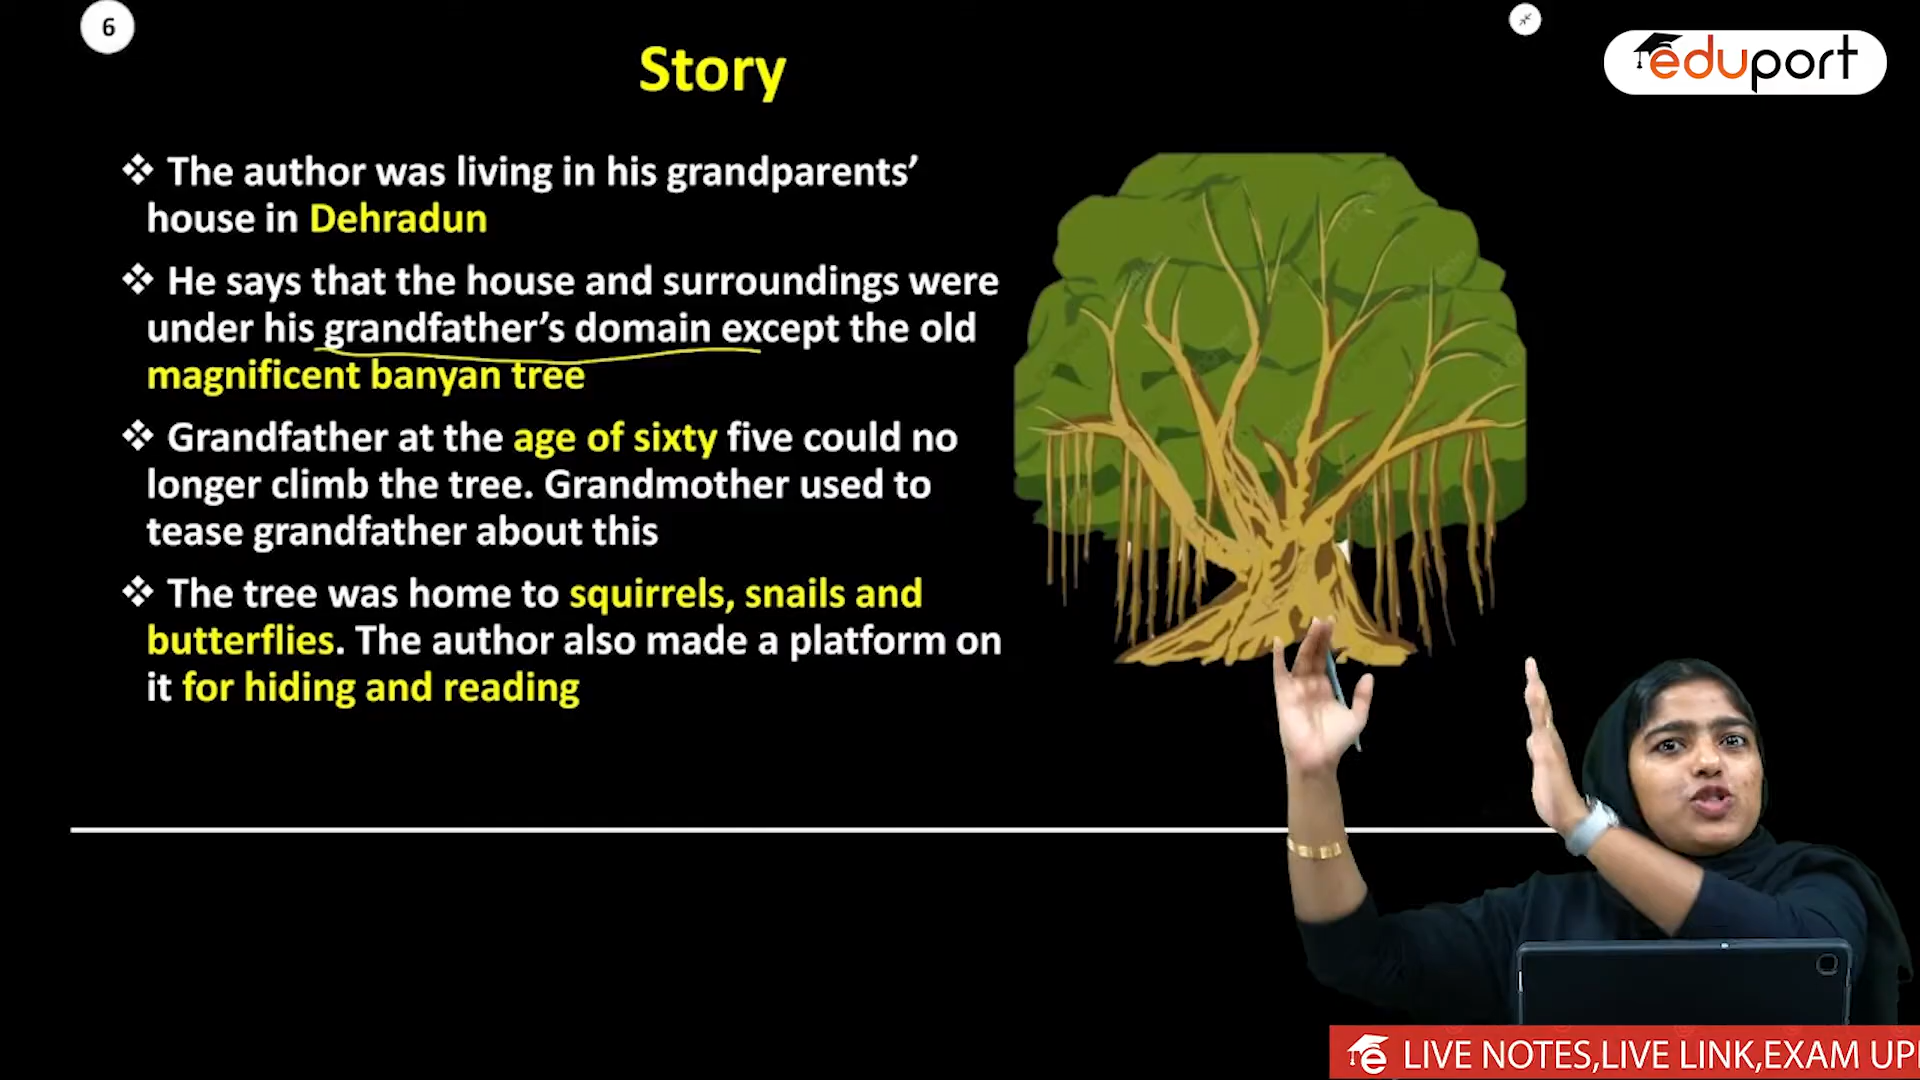 6
Story
eduport
❖ The author was living in his grandparents’
house in Dehradun
❖ He says that the house and surroundings were
under his grandfather’s domain except the old
magnificent banyan tree
❖ Grandfather at the age of sixty five could no
longer climb the tree. Grandmother used to
tease grandfather about this
❖ The tree was home to squirrels, snails and
butterflies. The author also made a platform on
it for hiding and reading
e LIVE NOTES,LIVE LINK,EXAM UP